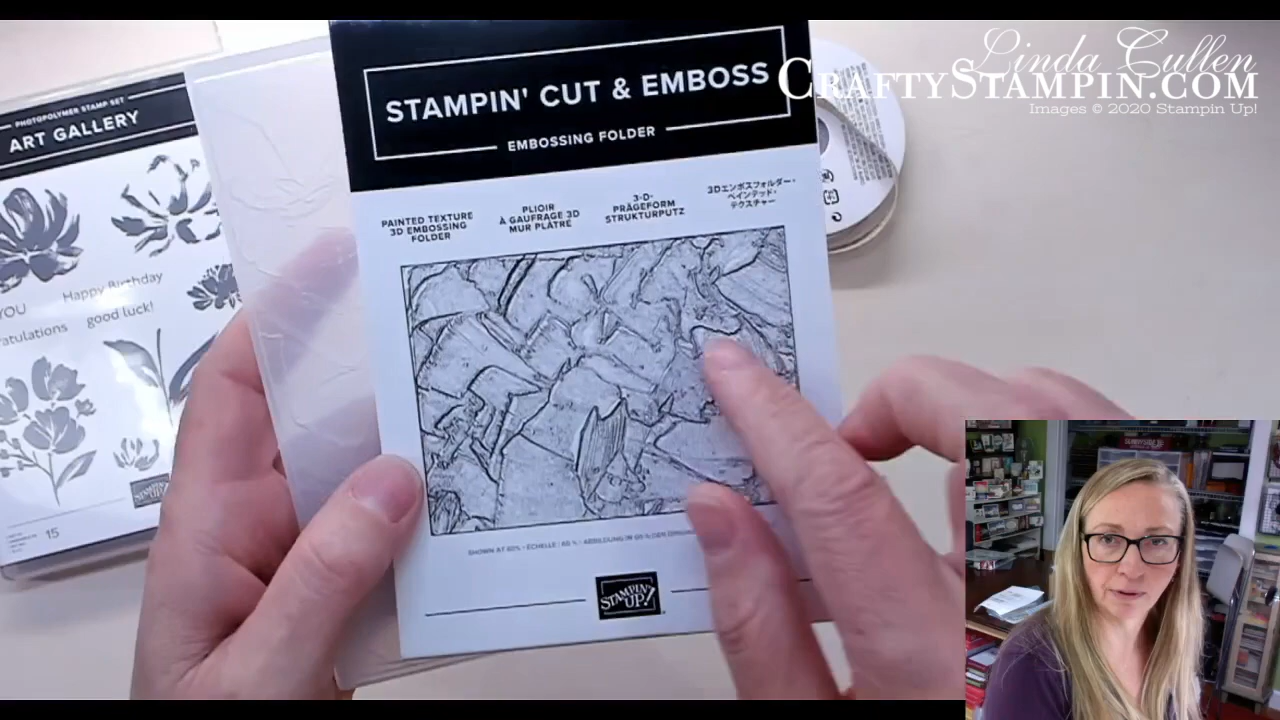 Linda Cullen
CRAFTYSTAMPIN.COM
Images © 2020 Stampin Up!
STAMPIN' CUT & EMBOSS
EMBOSSING FOLDER
PAINTED TEXTURE
3D EMBOSSING
FOLDER
PLIOIR
À GAUFRAGE 3D
MUR PLÂTRE
3-D-
PRÄGEFORM
STRUKTURPUTZ
3Dエンボスフォルダー・
ペインテッド・
テクスチャー
STAMPIN'
UP!
PHOTOPOLYMER STAMP SET
ART GALLERY
YOU
Happy Birthday
ratulations
good luck!
STAMPIN'
UP!
15